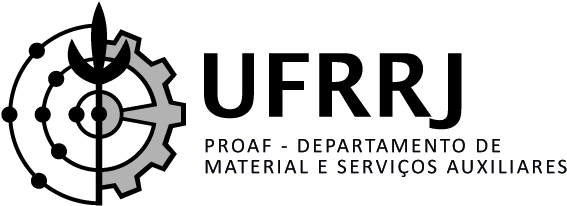 UFRRJ
PROAF - DEPARTAMENTO DE
MATERIAL E SERVIÇOS AUXILIARES